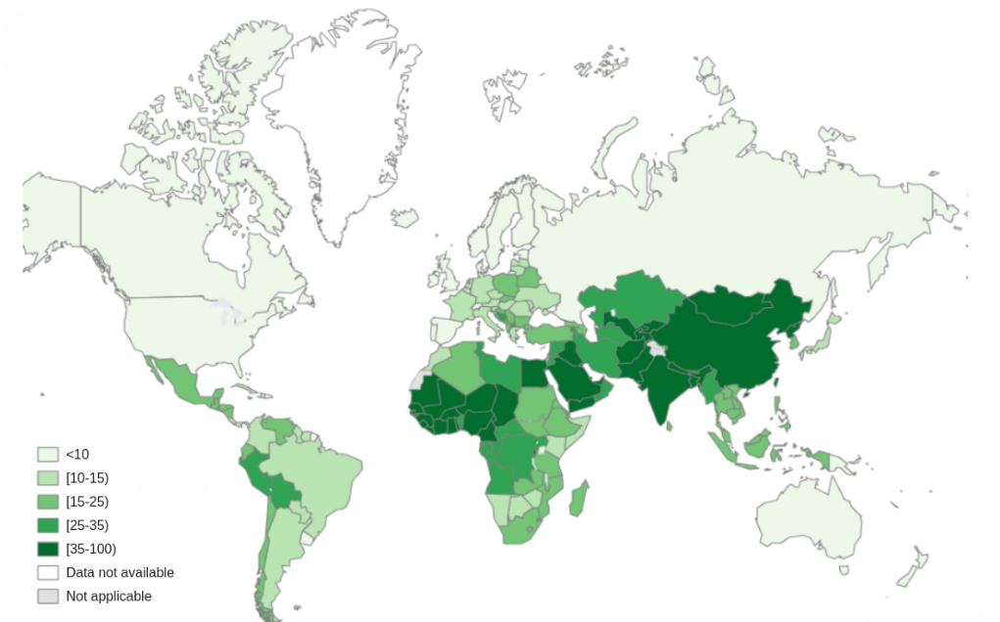 <10
[10-15)
[15-25)
[25-35)
[35-100)
Data not available
Not applicable